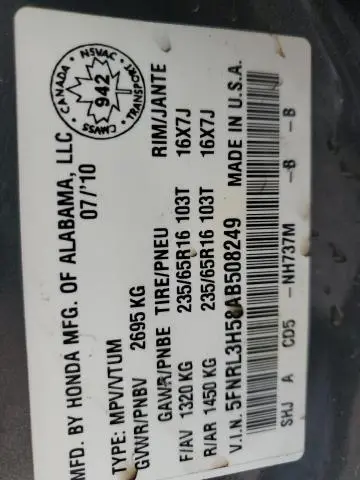 MFD. BY HONDA MFG. OF ALABAMA, LLC
07/'10
TYPE: MPV/VTUM
GVWR/PNBV 2695 KG
GAWR/PNBE TIRE/PNEU RIM/JANTE
F/AV 1320 KG 235/65R16 103T 16X7J
R/AR 1450 KG 235/65R16 103T 16X7J
V.I.N. 5FNRL3H58AB508249 MADE IN U.S.A.
SHJ A CD5 -NH737M -B -B
CANADA
NSVAC
942
CMVSS
TRANSPORT